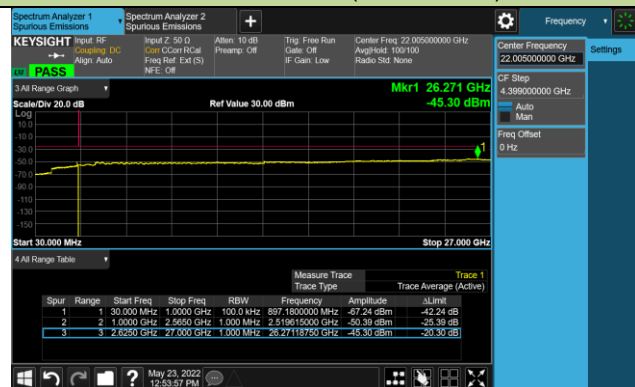 Spectrum Analyzer 1
Spurious Emissions
Spectrum Analyzer 2
Spurious Emissions
Frequency
KEYSIGHT
Input: RF
Coupling: DC
Align: Auto
Input Z: 50 Ω
Corr CCorr RCal
Freq Ref: Ext (S)
NFE: Off
Atten: 10 dB
Preamp: Off
Trig: Free Run
Gate: Off
IF Gain: Low
Center Freq: 22.005000000 GHz
Avg|Hold: 100/100
Radio Std: None
PASS
Center Frequency
22.005000000 GHz
Settings
CF Step
4.399000000 GHz
Auto
Man
Freq Offset
0 Hz
3 All Range Graph
Mkr1 26.271 GHz
Scale/Div 20.0 dB
Ref Value 30.00 dBm
-45.30 dBm
Log
10.0
-10.0
-30.0
-50.0
-70.0
-90.0
-110
-130
-150
1
Start 30.000 MHz
Stop 27.000 GHz
4 All Range Table
Measure Trace Trace 1
Trace Type Trace Average (Active)
Spur Range Start Freq Stop Freq RBW Frequency Amplitude ΔLimit
1 1 30.000 MHz 1.0000 GHz 100.0 kHz 897.1800000 MHz -67.24 dBm -42.24 dB
2 2 1.0000 GHz 2.5650 GHz 1.000 MHz 2.519615000 GHz -50.39 dBm -25.39 dB
3 3 2.6250 GHz 27.000 GHz 1.000 MHz 26.27118750 GHz -45.30 dBm -20.30 dB
?
May 23, 2022
12:53:57 PM